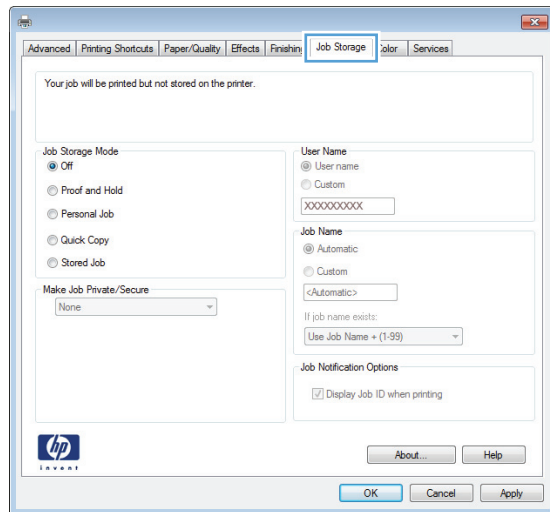 Advanced Printing Shortcuts Paper/Quality Effects Finishing Job Storage Color Services
Your job will be printed but not stored on the printer.
Job Storage Mode
Off
Proof and Hold
Personal Job
Quick Copy
Stored Job
Make Job Private/Secure
None
User Name
User name
Custom
XXXXXXXXX
Job Name
Automatic
Custom
<Automatic>
If job name exists:
Use Job Name + (1-99)
Job Notification Options
Display Job ID when printing
hp
invent
About... Help
OK Cancel Apply